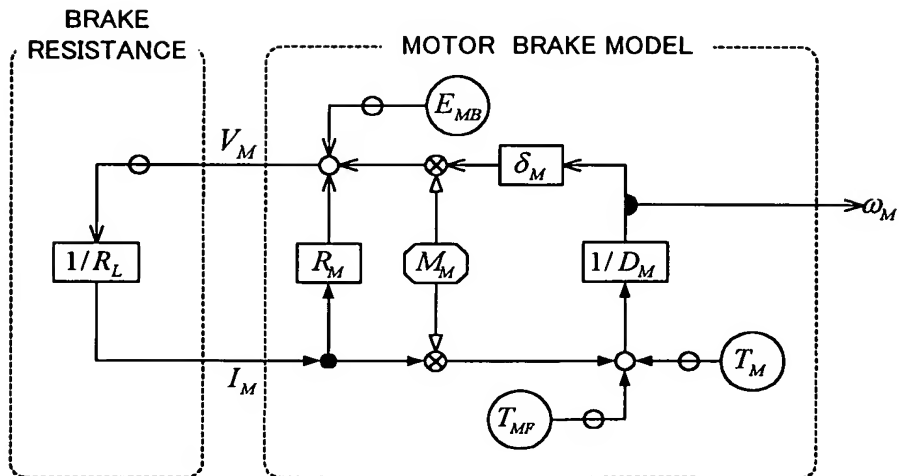 BRAKE
RESISTANCE
MOTOR BRAKE MODEL
E_MB
V_M
δ_M
ω_M
1/R_L
R_M
M_M
1/D_M
I_M
T_M
T_MF